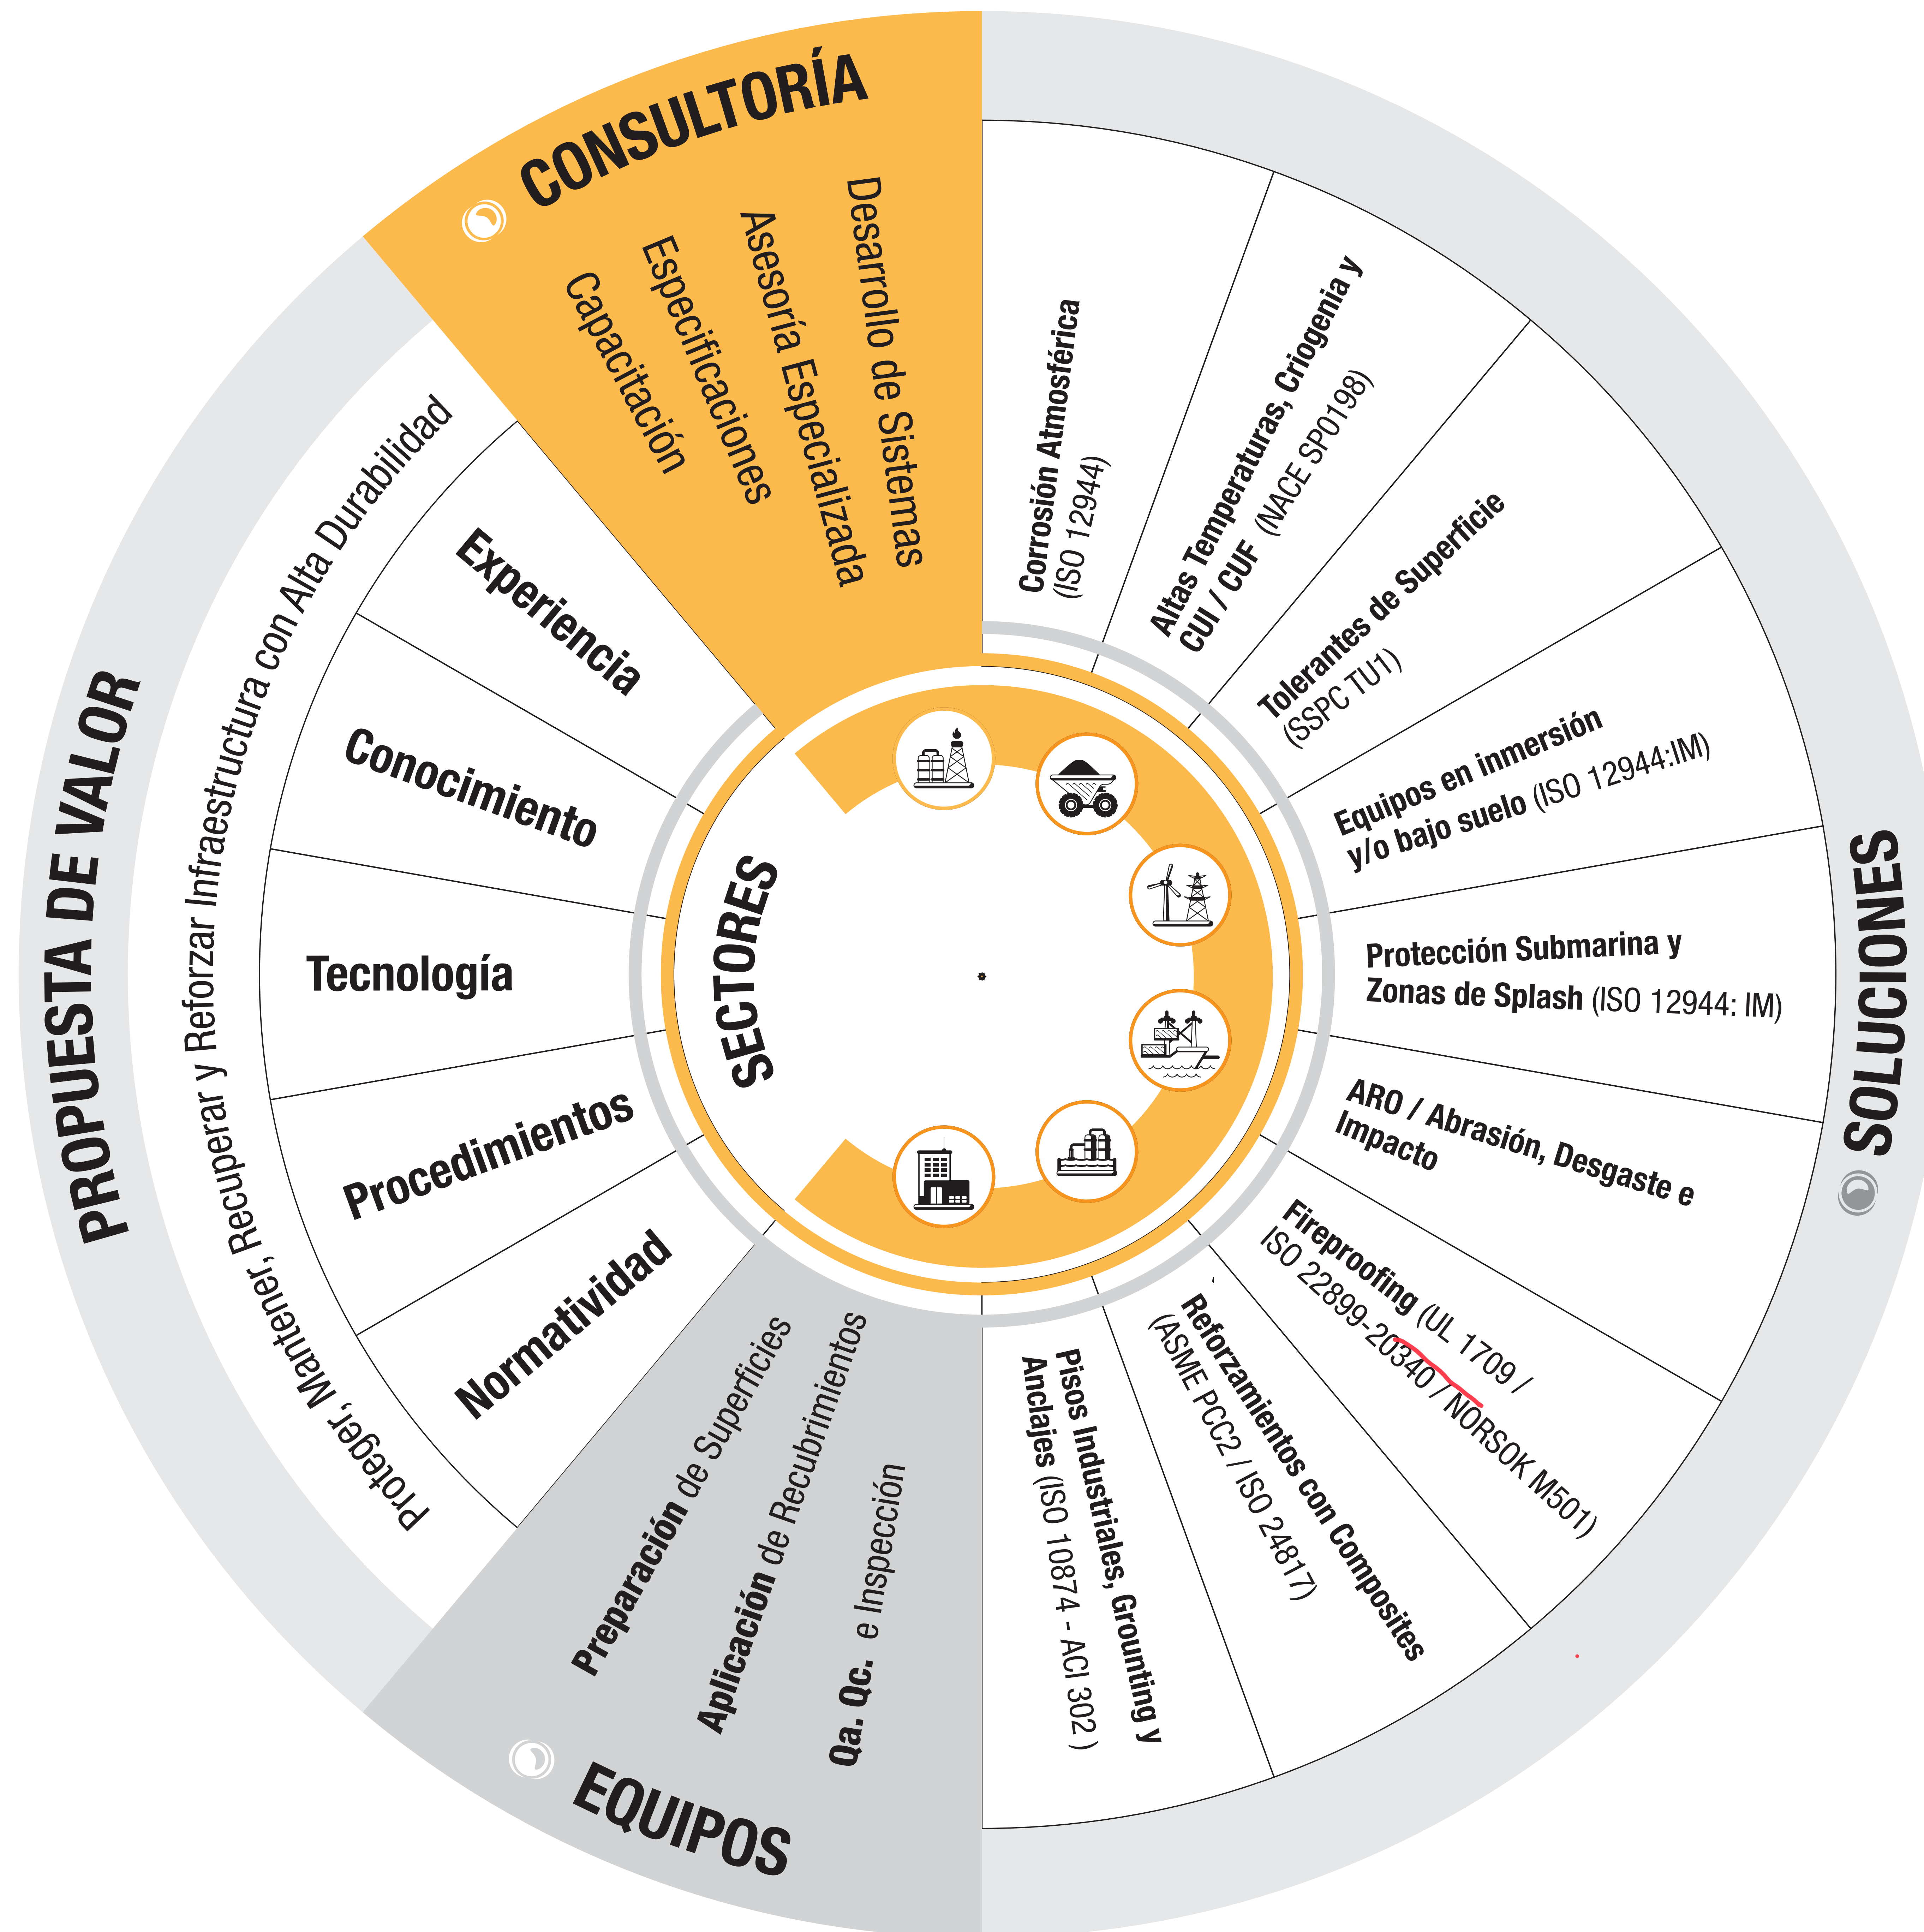 CONSULTORÍA
Desarrollo de Sistemas
Asesoría Especializada
Especificaciones
Capacitación
SOLUCIONES
Corrosión Atmosférica
(ISO 12944)
Altas Temperaturas, Criogenia y
CUI / CUF (NACE SP0198)
Tolerantes de Superficie
(SSPC TU1)
Equipos en inmersión
y/o bajo suelo (ISO 12944:IM)
Protección Submarina y
Zonas de Splash (ISO 12944: IM)
ARO / Abrasión, Desgaste e
Impacto
Fireproofing (UL 1709 /
ISO 22899-20340 / NORSOK M501)
Reforzamientos con Composites
(ASME PCC2 / ISO 24817)
Pisos Industriales, Grounting y
Anclajes (ISO 10874 - ACI 302 )
EQUIPOS
Preparación de Superficies
Aplicación de Recubrimientos
Qa. Qc. e Inspección
PROPUESTA DE VALOR
Proteger, Mantener, Recuperar y Reforzar Infraestructura con Alta Durabilidad
Experiencia
Conocimiento
Tecnología
Procedimientos
Normatividad
SECTORES